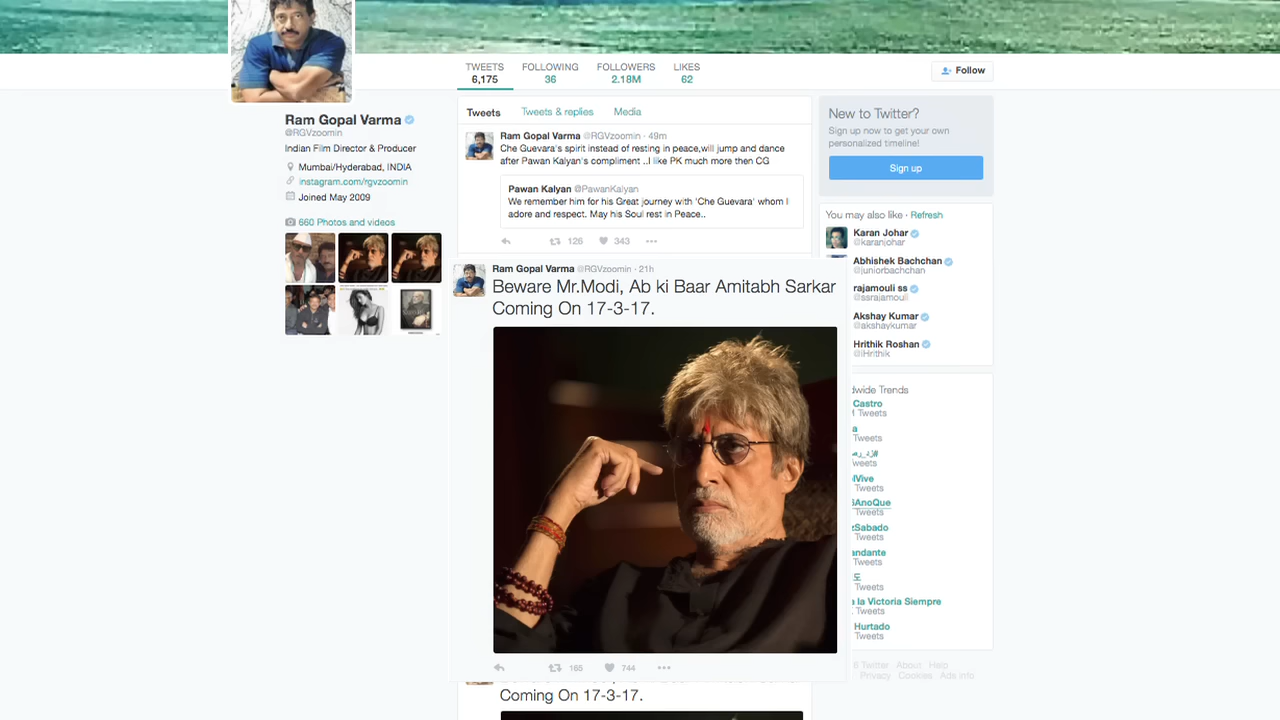 TWEETS FOLLOWING FOLLOWERS LIKES
6,175 36 2.18M 62
Follow
Ram Gopal Varma
@RGVzoomin
Indian Film Director & Producer
Mumbai/Hyderabad, INDIA
instagram.com/rgvzoomin
Joined May 2009
660 Photos and videos
Tweets Tweets & replies Media
Ram Gopal Varma @RGVzoomin · 49m
Che Guevara's spirit instead of resting in peace,will jump and dance
after Pawan Kalyan's compliment ..I like PK much more then CG
Pawan Kalyan @PawanKalyan
We remember him for his Great journey with 'Che Guevara' whom I
adore and respect. May his Soul rest in Peace..
126 343
Ram Gopal Varma @RGVzoomin · 21h
Beware Mr.Modi, Ab ki Baar Amitabh Sarkar
Coming On 17-3-17.
165 744
Coming On 17-3-17.
New to Twitter?
Sign up now to get your own
personalized timeline!
Sign up
You may also like · Refresh
Karan Johar
@karanjohar
Abhishek Bachchan
@juniorbachchan
rajamouli ss
@ssrajamouli
Akshay Kumar
@akshaykumar
Hrithik Roshan
@iHrithik
Trends
Castro
Tweets
Tweets
Tweets
Vive
Tweets
AnoQue
Tweets
Sabado
Tweets
andante
Tweets
도
Tweets
a la Victoria Siempre
Tweets
Hurtado
Tweets
Twitter About Help
Privacy Cookies Ads info